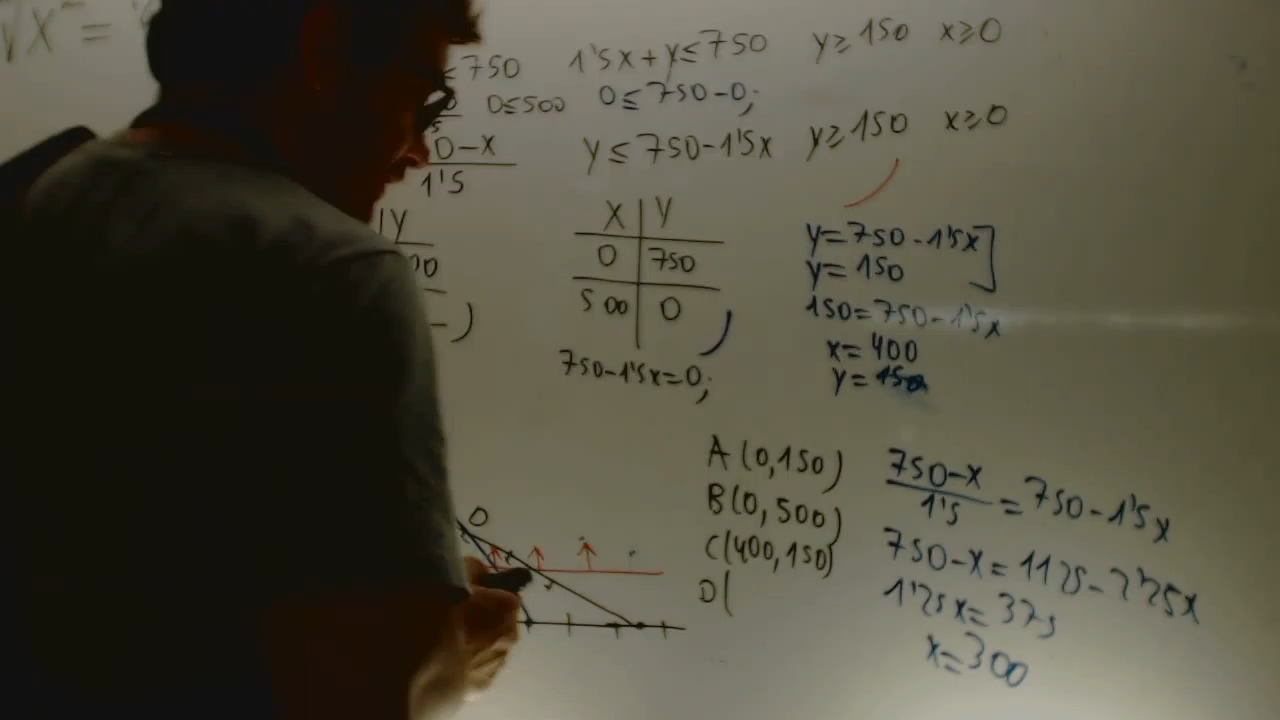 √x =
≤ 750 1'5x + y ≤ 750 y ≥ 150 x ≥ 0
0 ≤ 500 0 ≤ 750 - 0;
0 - x
1'5
y ≤ 750 - 1'5x y ≥ 150 x ≥ 0
y
00
-)
x y
0 750
500 0
750 - 1'5x = 0;
y = 750 - 1'5x]
y = 150
150 = 750 - 1'5x
x = 400
y = 150
A (0, 150)
B (0, 500)
C (400, 150)
D (
750 - x
1'5
= 750 - 1'5x
750 - x = 1125 - 2'25x
1'25x = 375
x = 300
D